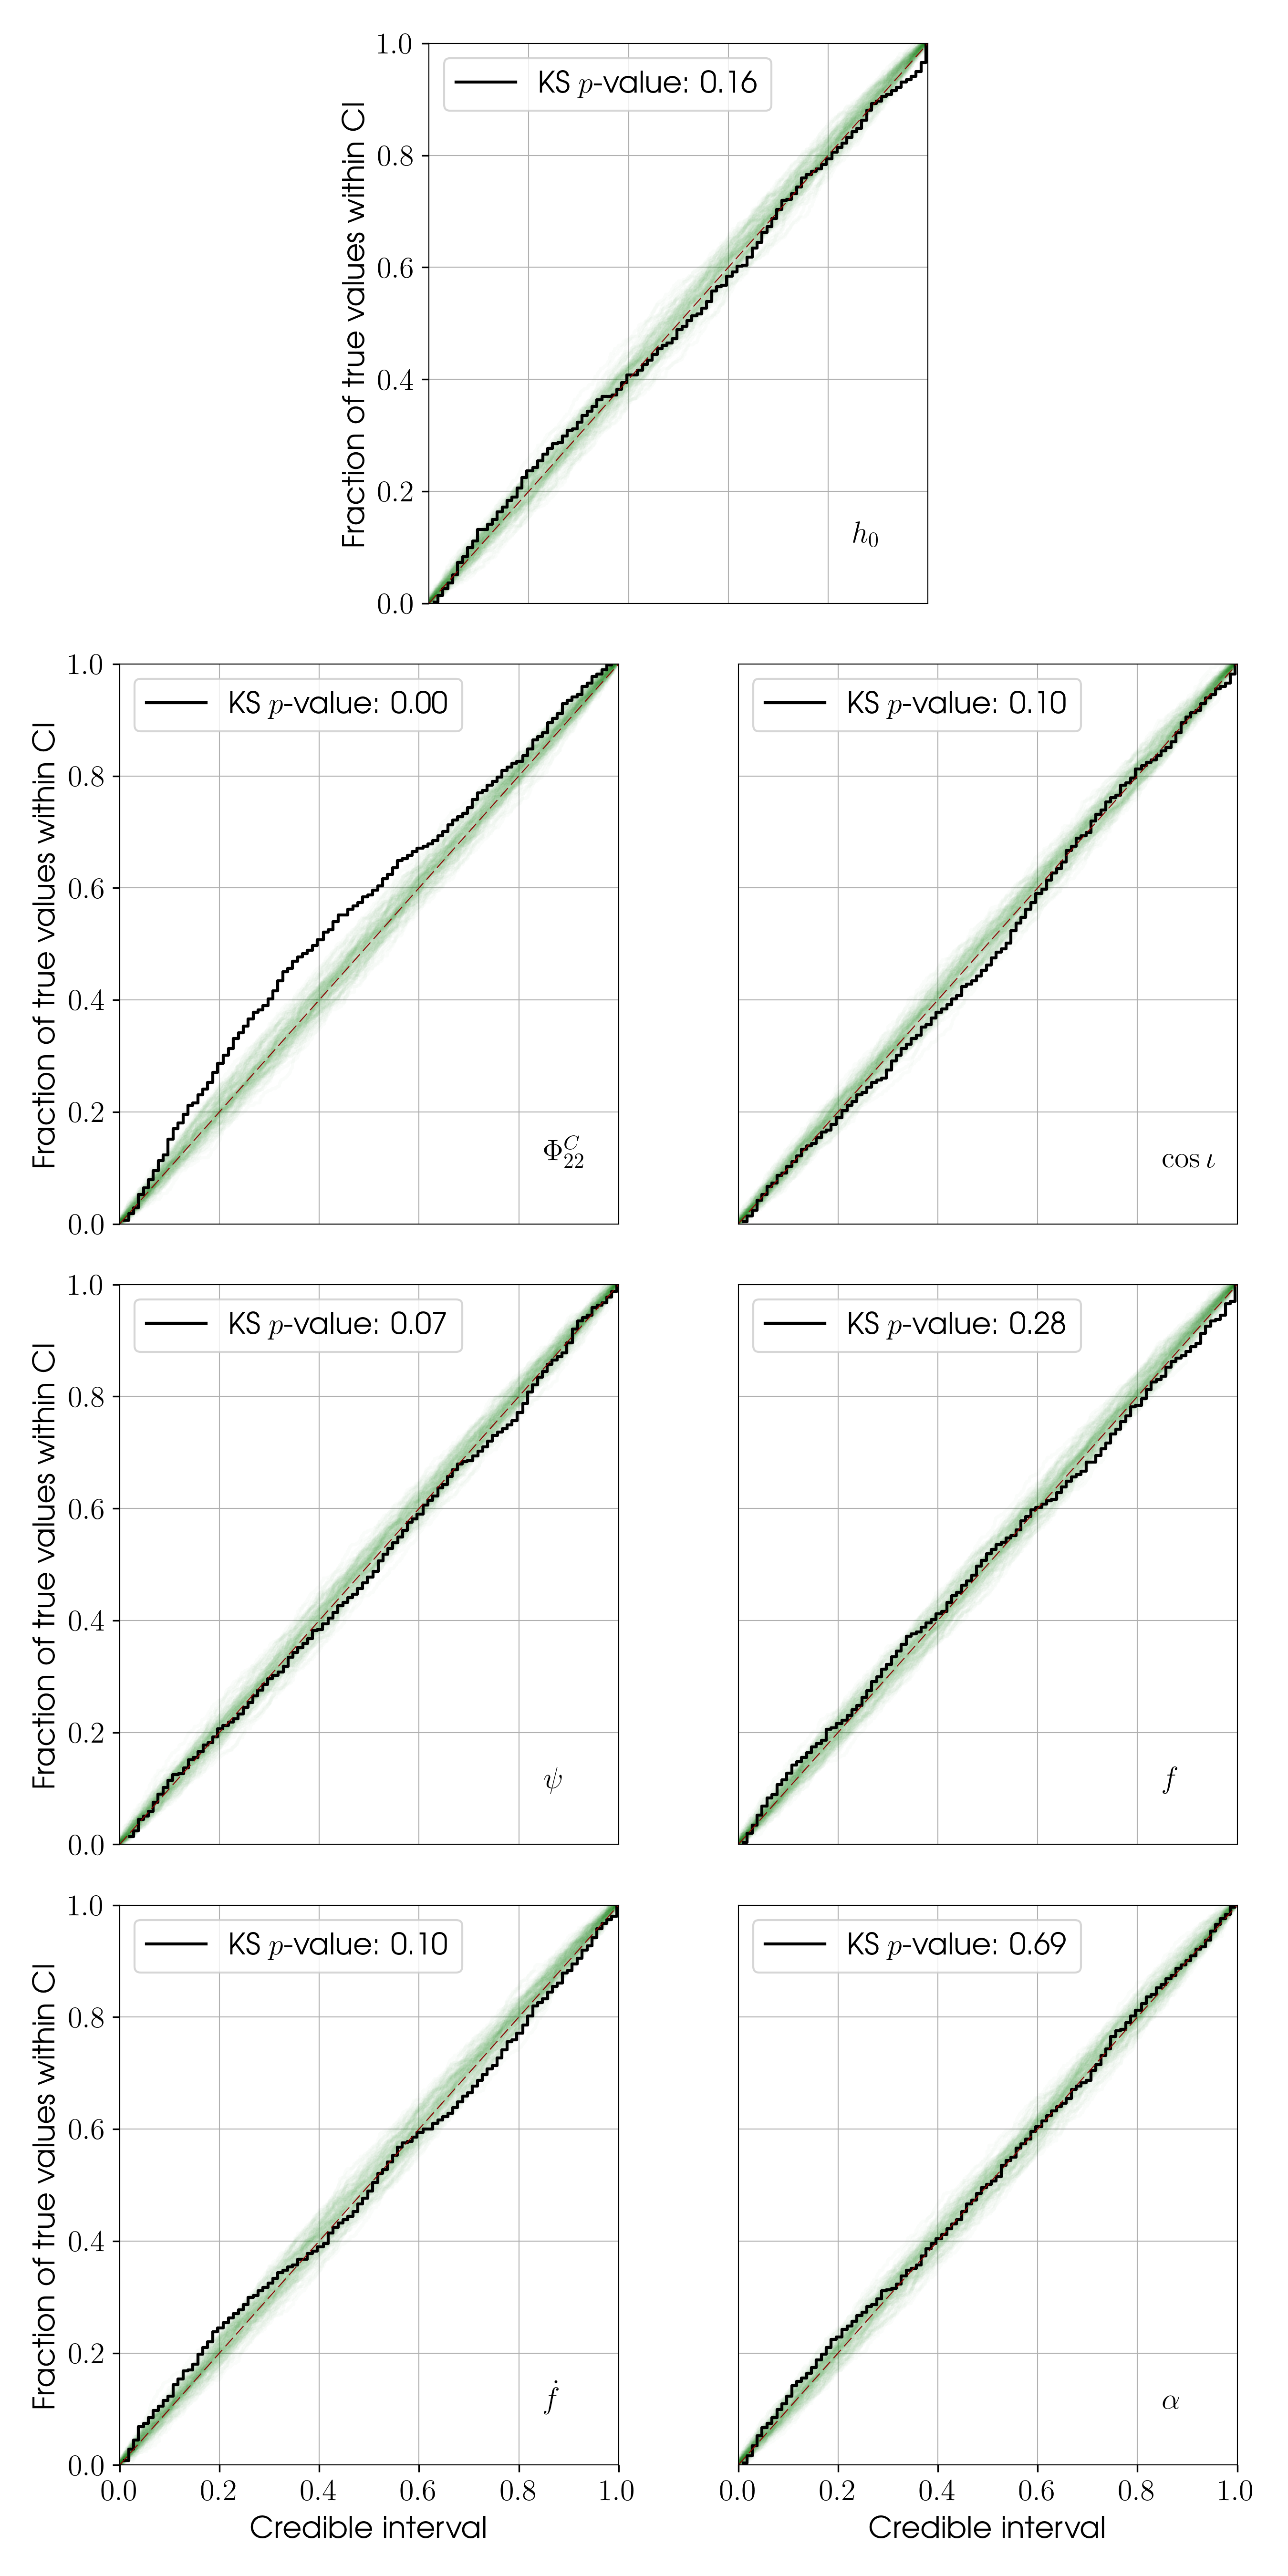 KS p-value: 0.16
Fraction of true values within CI
1.0
0.8
0.6
0.4
0.2
0.0
h₀
KS p-value: 0.00
Fraction of true values within CI
1.0
0.8
0.6
0.4
0.2
0.0
Φ₂₂ᶜ
KS p-value: 0.10
cos ι
KS p-value: 0.07
Fraction of true values within CI
1.0
0.8
0.6
0.4
0.2
0.0
ψ
KS p-value: 0.28
f
KS p-value: 0.10
Fraction of true values within CI
1.0
0.8
0.6
0.4
0.2
0.0
ḟ
0.0 0.2 0.4 0.6 0.8 1.0
Credible interval
KS p-value: 0.69
α
0.0 0.2 0.4 0.6 0.8 1.0
Credible interval